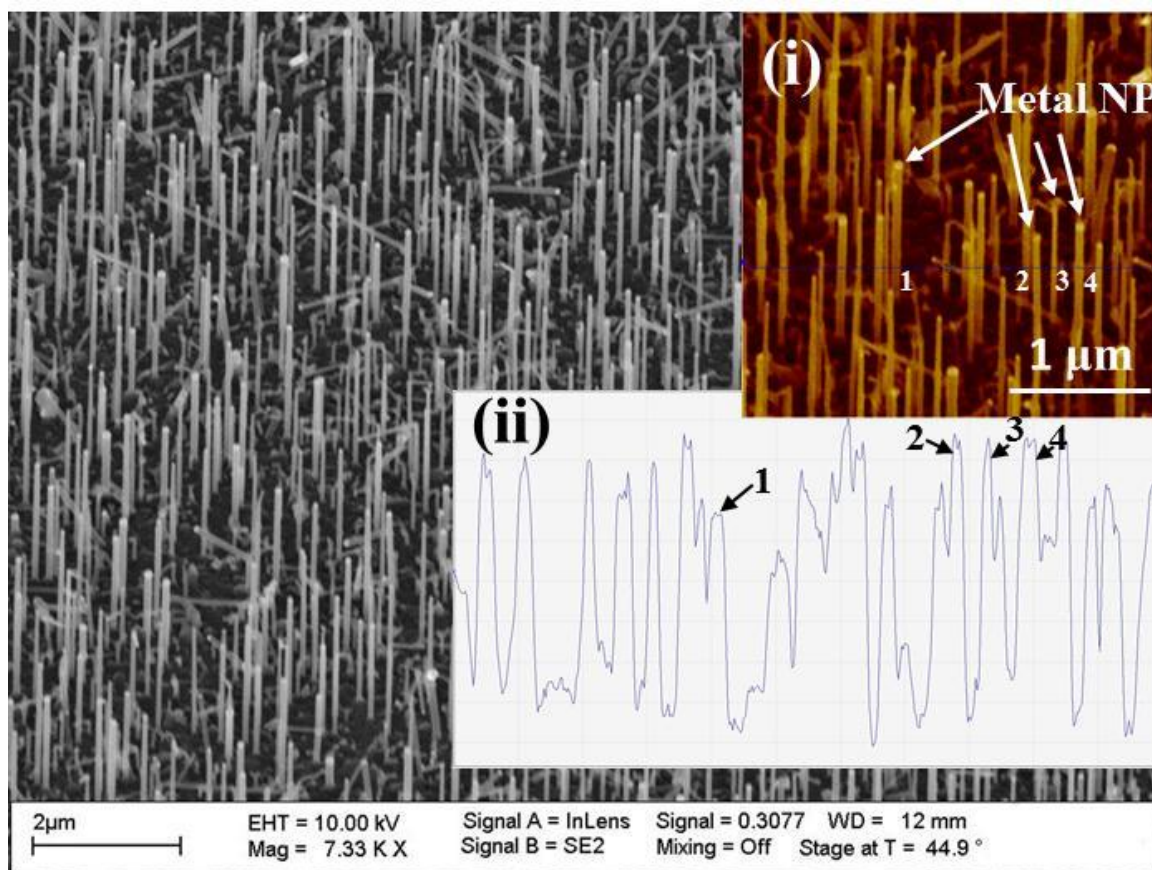 (i)
Metal NP
1 2 3 4
1 µm
(ii)
1
2
3
4
2µm
EHT = 10.00 kV Signal A = InLens Signal = 0.3077 WD = 12 mm
Mag = 7.33 K X Signal B = SE2 Mixing = Off Stage at T = 44.9 °